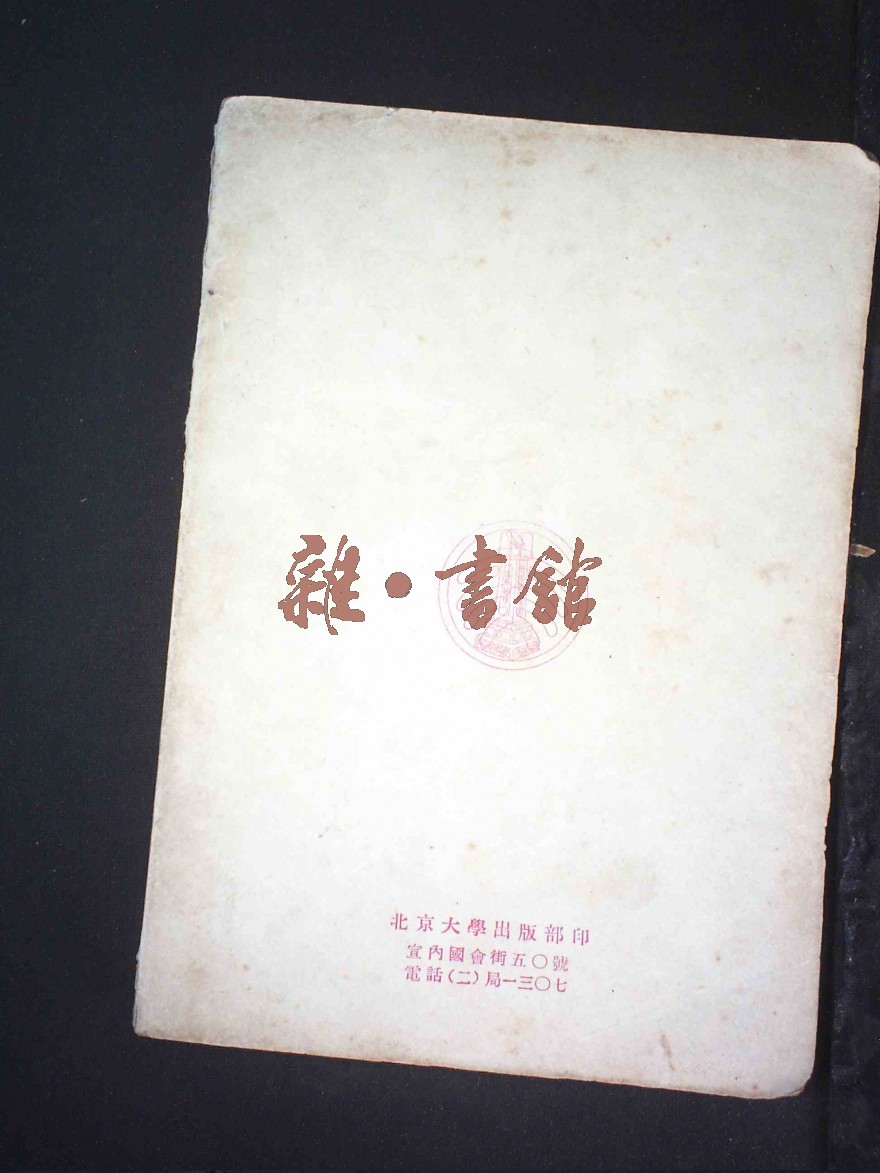 雜·書館
北京大學出版部印
宣內國會街五〇號
電話(二)局一三〇七